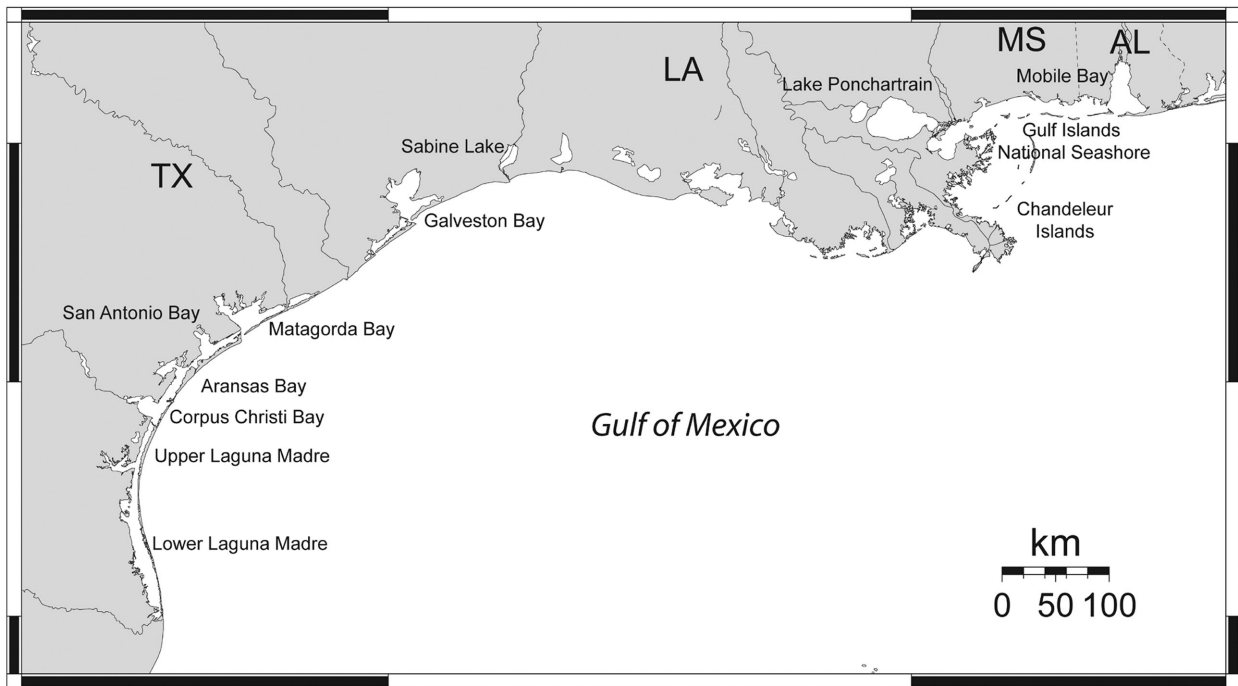 MS
AL
LA
Mobile Bay
Lake Ponchartrain
Gulf Islands
National Seashore
Sabine Lake
TX
Chandeleur
Islands
Galveston Bay
San Antonio Bay
Matagorda Bay
Aransas Bay
Corpus Christi Bay
Gulf of Mexico
Upper Laguna Madre
Lower Laguna Madre
km
0 50 100